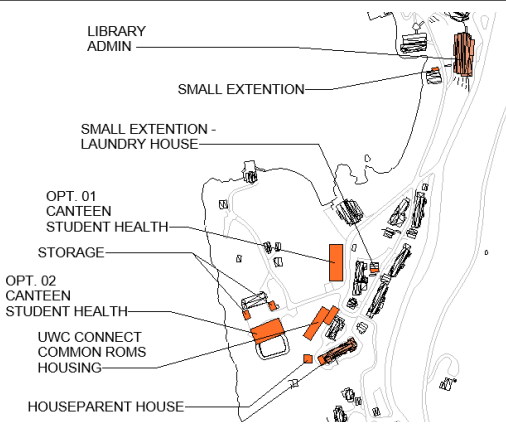 LIBRARY
ADMIN
SMALL EXTENTION
SMALL EXTENTION -
LAUNDRY HOUSE
OPT. 01
CANTEEN
STUDENT HEALTH
STORAGE
OPT. 02
CANTEEN
STUDENT HEALTH
UWC CONNECT
COMMON ROMS
HOUSING
HOUSEPARENT HOUSE